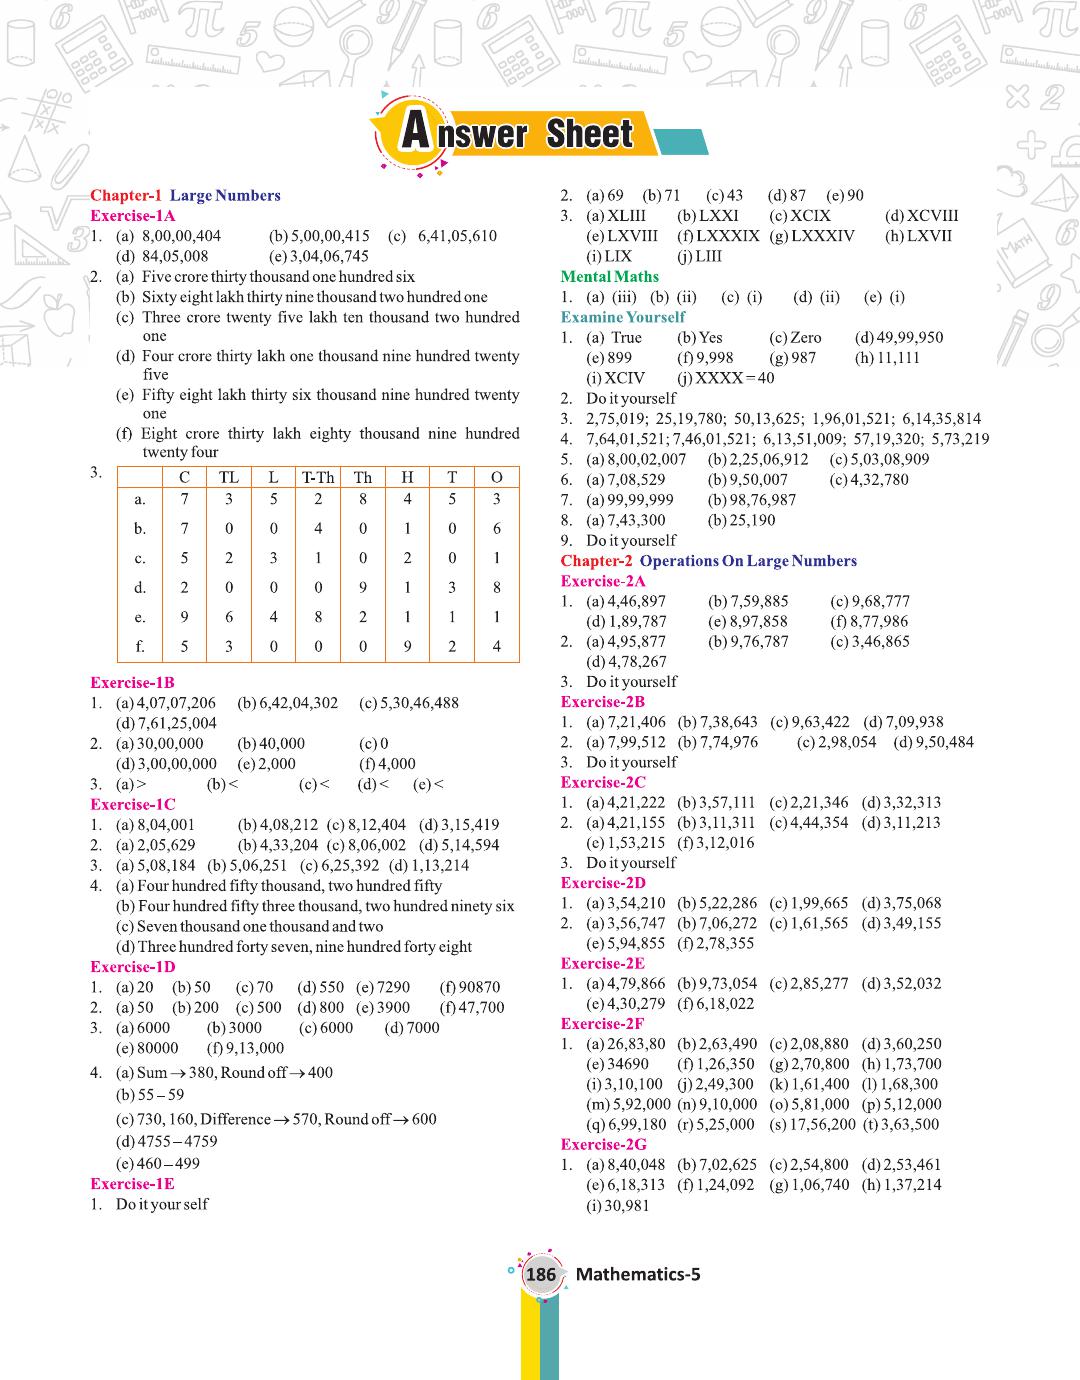 Answer Sheet
Chapter-1 Large Numbers
Exercise-1A
1. (a) 8,00,00,404 (b) 5,00,00,415 (c) 6,41,05,610
(d) 84,05,008 (e) 3,04,06,745
2. (a) Five crore thirty thousand one hundred six
(b) Sixty eight lakh thirty nine thousand two hundred one
(c) Three crore twenty five lakh ten thousand two hundred
one
(d) Four crore thirty lakh one thousand nine hundred twenty
five
(e) Fifty eight lakh thirty six thousand nine hundred twenty
one
(f) Eight crore thirty lakh eighty thousand nine hundred
twenty four
3. C TL L T-Th Th H T O
a. 7 3 5 2 8 4 5 3
b. 7 0 0 4 0 1 0 6
c. 5 2 3 1 0 2 0 1
d. 2 0 0 0 9 1 3 8
e. 9 6 4 8 2 1 1 1
f. 5 3 0 0 0 9 2 4
Exercise-1B
1. (a) 4,07,07,206 (b) 6,42,04,302 (c) 5,30,46,488
(d) 7,61,25,004
2. (a) 30,00,000 (b) 40,000 (c) 0
(d) 3,00,00,000 (e) 2,000 (f) 4,000
3. (a) > (b) < (c) < (d) < (e) <
Exercise-1C
1. (a) 8,04,001 (b) 4,08,212 (c) 8,12,404 (d) 3,15,419
2. (a) 2,05,629 (b) 4,33,204 (c) 8,06,002 (d) 5,14,594
3. (a) 5,08,184 (b) 5,06,251 (c) 6,25,392 (d) 1,13,214
4. (a) Four hundred fifty thousand, two hundred fifty
(b) Four hundred fifty three thousand, two hundred ninety six
(c) Seven thousand one thousand and two
(d) Three hundred forty seven, nine hundred forty eight
Exercise-1D
1. (a) 20 (b) 50 (c) 70 (d) 550 (e) 7290 (f) 90870
2. (a) 50 (b) 200 (c) 500 (d) 800 (e) 3900 (f) 47,700
3. (a) 6000 (b) 3000 (c) 6000 (d) 7000
(e) 80000 (f) 9,13,000
4. (a) Sum → 380, Round off → 400
(b) 55 – 59
(c) 730, 160, Difference → 570, Round off → 600
(d) 4755 – 4759
(e) 460 – 499
Exercise-1E
1. Do it your self
2. (a) 69 (b) 71 (c) 43 (d) 87 (e) 90
3. (a) XLIII (b) LXXI (c) XCIX (d) XCVIII
(e) LXVIII (f) LXXXIX (g) LXXXIV (h) LXVII
(i) LIX (j) LIII
Mental Maths
1. (a) (iii) (b) (ii) (c) (i) (d) (ii) (e) (i)
Examine Yourself
1. (a) True (b) Yes (c) Zero (d) 49,99,950
(e) 899 (f) 9,998 (g) 987 (h) 11,111
(i) XCIV (j) XXXX = 40
2. Do it yourself
3. 2,75,019; 25,19,780; 50,13,625; 1,96,01,521; 6,14,35,814
4. 7,64,01,521; 7,46,01,521; 6,13,51,009; 57,19,320; 5,73,219
5. (a) 8,00,02,007 (b) 2,25,06,912 (c) 5,03,08,909
6. (a) 7,08,529 (b) 9,50,007 (c) 4,32,780
7. (a) 99,99,999 (b) 98,76,987
8. (a) 7,43,300 (b) 25,190
9. Do it yourself
Chapter-2 Operations On Large Numbers
Exercise-2A
1. (a) 4,46,897 (b) 7,59,885 (c) 9,68,777
(d) 1,89,787 (e) 8,97,858 (f) 8,77,986
2. (a) 4,95,877 (b) 9,76,787 (c) 3,46,865
(d) 4,78,267
3. Do it yourself
Exercise-2B
1. (a) 7,21,406 (b) 7,38,643 (c) 9,63,422 (d) 7,09,938
2. (a) 7,99,512 (b) 7,74,976 (c) 2,98,054 (d) 9,50,484
3. Do it yourself
Exercise-2C
1. (a) 4,21,222 (b) 3,57,111 (c) 2,21,346 (d) 3,32,313
2. (a) 4,21,155 (b) 3,11,311 (c) 4,44,354 (d) 3,11,213
(e) 1,53,215 (f) 3,12,016
3. Do it yourself
Exercise-2D
1. (a) 3,54,210 (b) 5,22,286 (c) 1,99,665 (d) 3,75,068
2. (a) 3,56,747 (b) 7,06,272 (c) 1,61,565 (d) 3,49,155
(e) 5,94,855 (f) 2,78,355
Exercise-2E
1. (a) 4,79,866 (b) 9,73,054 (c) 2,85,277 (d) 3,52,032
(e) 4,30,279 (f) 6,18,022
Exercise-2F
1. (a) 26,83,80 (b) 2,63,490 (c) 2,08,880 (d) 3,60,250
(e) 34690 (f) 1,26,350 (g) 2,70,800 (h) 1,73,700
(i) 3,10,100 (j) 2,49,300 (k) 1,61,400 (l) 1,68,300
(m) 5,92,000 (n) 9,10,000 (o) 5,81,000 (p) 5,12,000
(q) 6,99,180 (r) 5,25,000 (s) 17,56,200 (t) 3,63,500
Exercise-2G
1. (a) 8,40,048 (b) 7,02,625 (c) 2,54,800 (d) 2,53,461
(e) 6,18,313 (f) 1,24,092 (g) 1,06,740 (h) 1,37,214
(i) 30,981
186 Mathematics-5